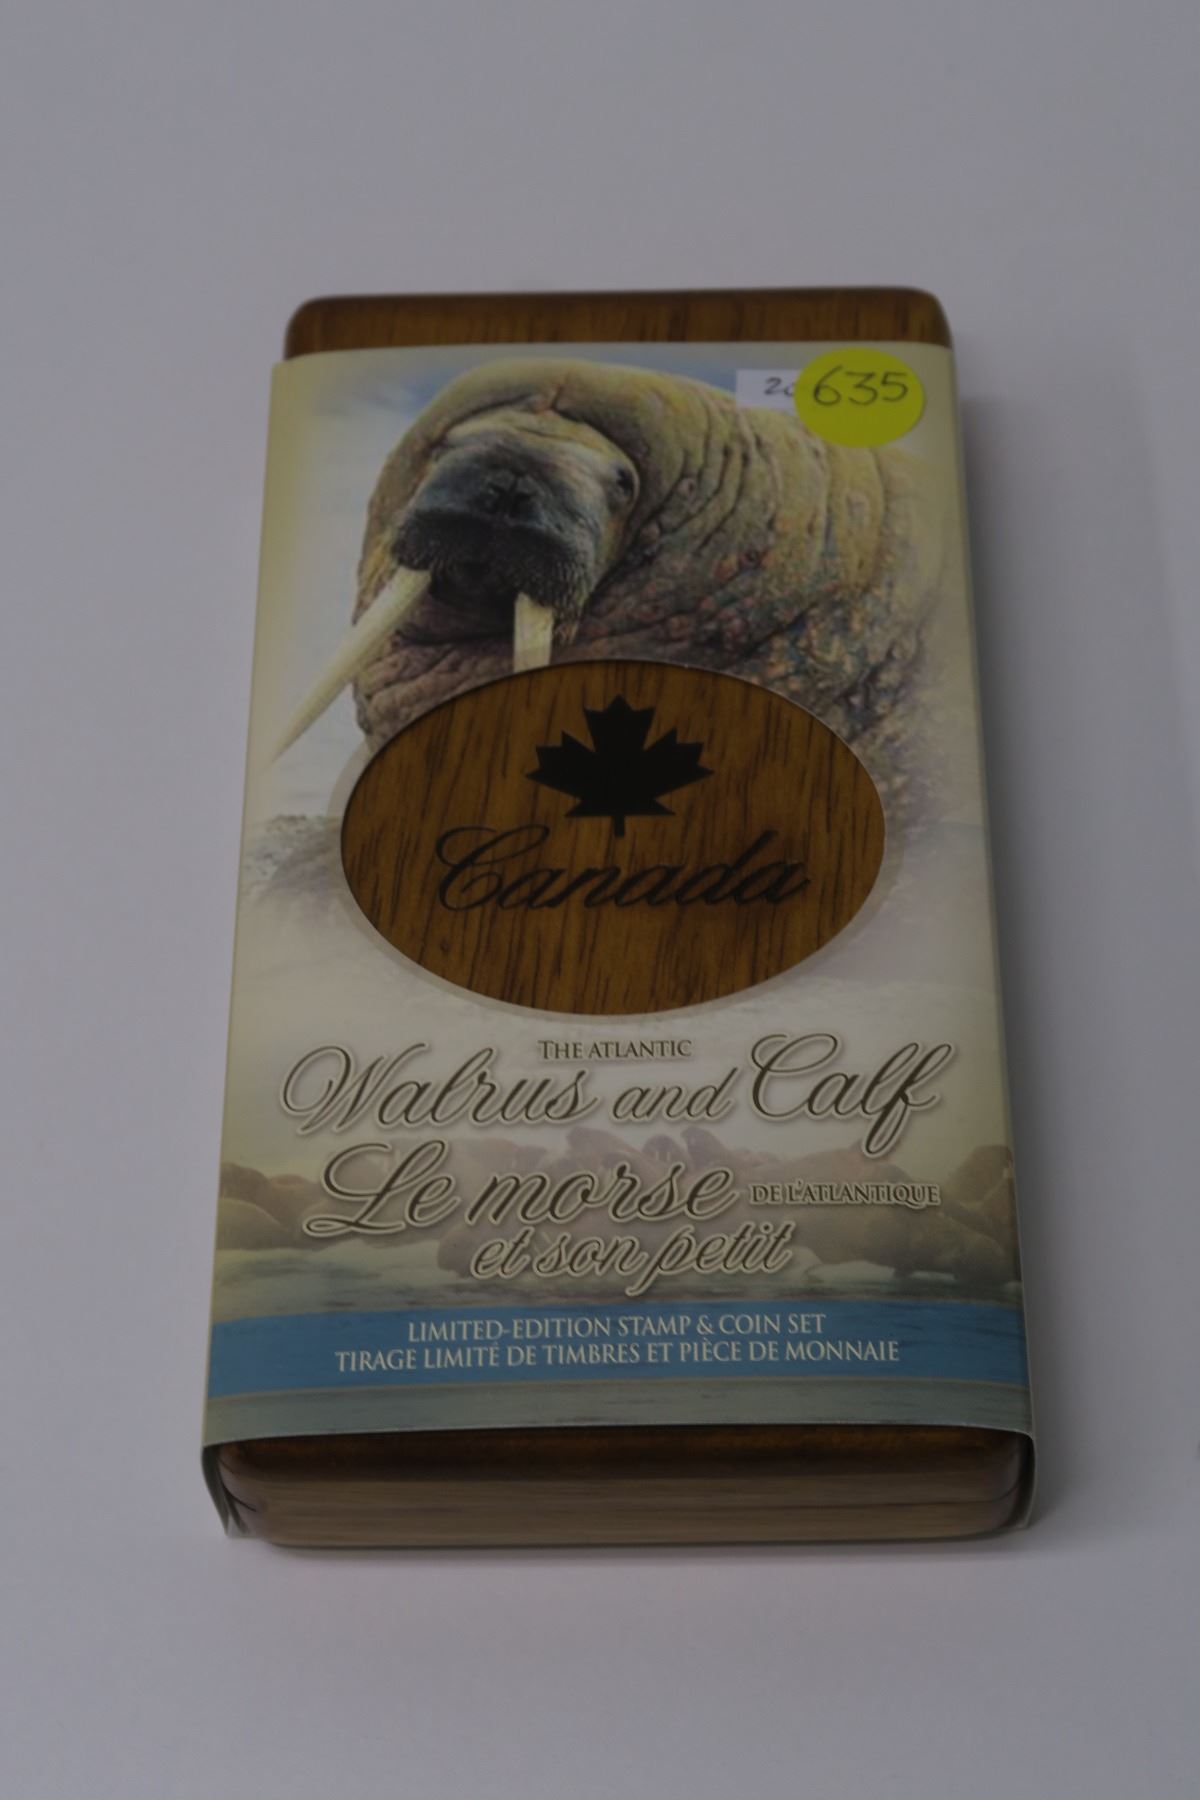 635
Canada
THE ATLANTIC
Walrus and Calf
Le morse DE L'ATLANTIQUE
et son petit
LIMITED-EDITION STAMP & COIN SET
TIRAGE LIMITÉ DE TIMBRES ET PIÈCE DE MONNAIE